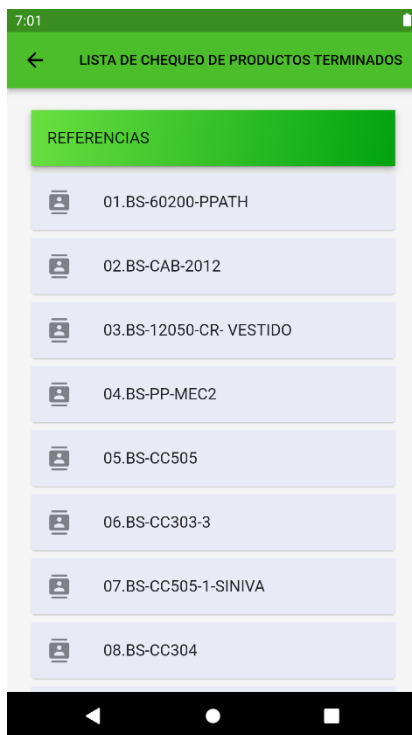 7:01
LISTA DE CHEQUEO DE PRODUCTOS TERMINADOS
REFERENCIAS
01.BS-60200-PPATH
02.BS-CAB-2012
03.BS-12050-CR- VESTIDO
04.BS-PP-MEC2
05.BS-CC505
06.BS-CC303-3
07.BS-CC505-1-SINIVA
08.BS-CC304